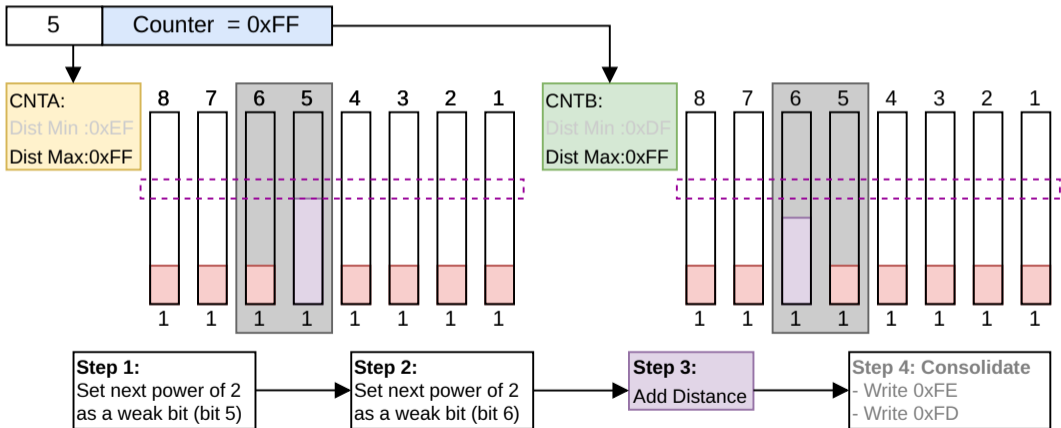 5 Counter = 0xFF
CNTA:
Dist Min :0xEF
Dist Max:0xFF
8 7 6 5 4 3 2 1
1 1 1 1 1 1 1 1
CNTB:
Dist Min :0xDF
Dist Max:0xFF
8 7 6 5 4 3 2 1
1 1 1 1 1 1 1 1
Step 1:
Set next power of 2
as a weak bit (bit 5)
Step 2:
Set next power of 2
as a weak bit (bit 6)
Step 3:
Add Distance
Step 4: Consolidate
- Write 0xFE
- Write 0xFD